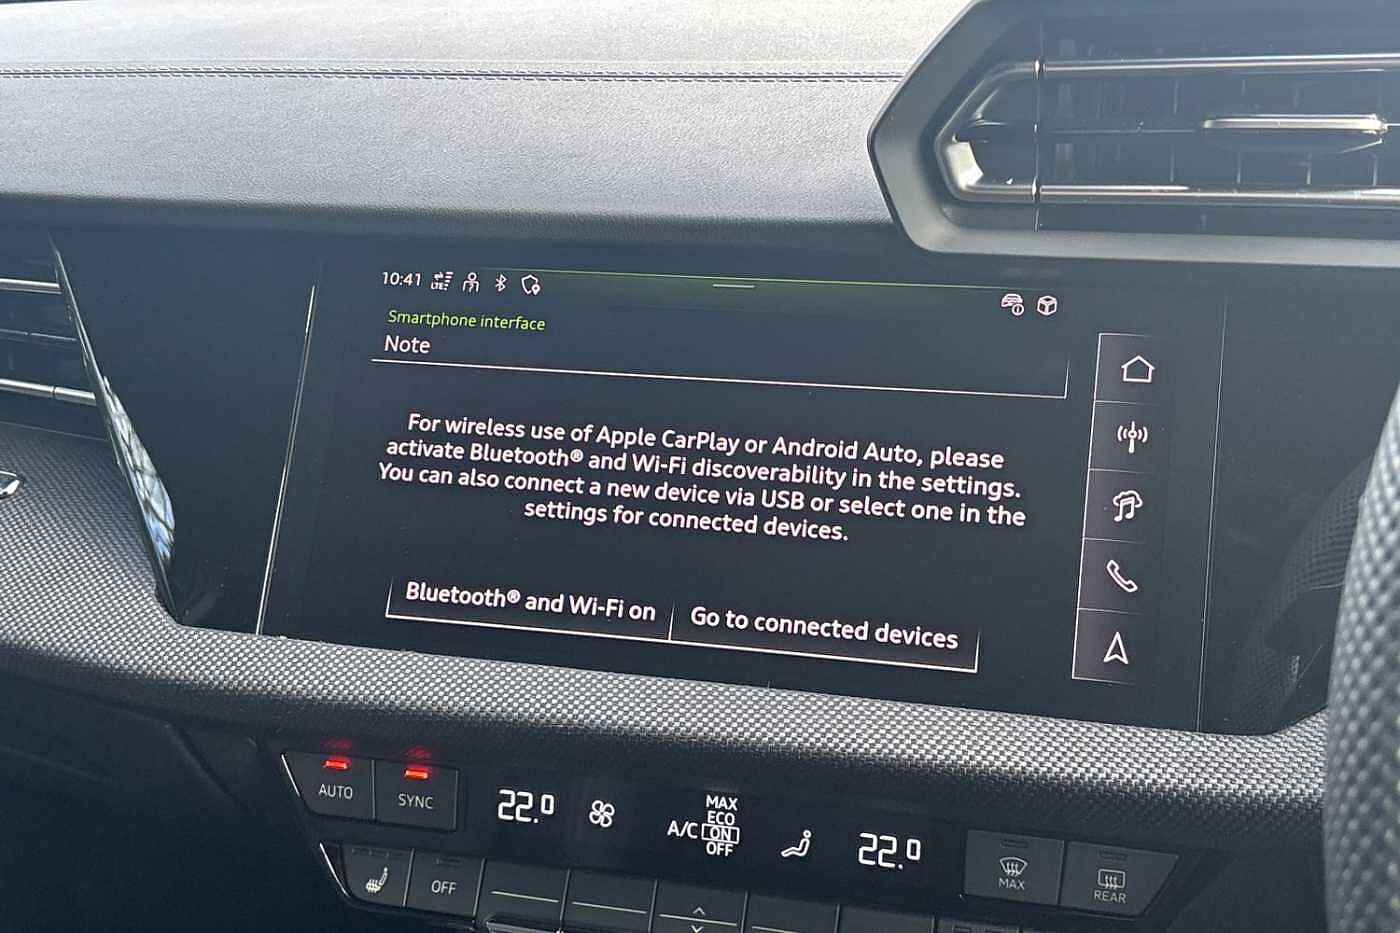 10:41 LTE
Smartphone interface
Note
For wireless use of Apple CarPlay or Android Auto, please
activate Bluetooth® and Wi-Fi discoverability in the settings.
You can also connect a new device via USB or select one in the
settings for connected devices.
Bluetooth® and Wi-Fi on
Go to connected devices
AUTO
SYNC
22.0
MAX
ECO
A/C ON
OFF
22.0
OFF
MAX
REAR